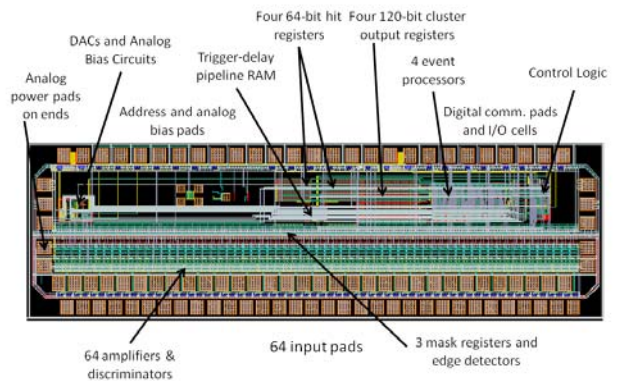 Four 64-bit hit
registers
Four 120-bit cluster
output registers
DACs and Analog
Bias Circuits
Trigger-delay
pipeline RAM
4 event
processors
Control Logic
Analog
power pads
on ends
Address and analog
bias pads
Digital comm. pads
and I/O cells
64 amplifiers &
discriminators
64 input pads
3 mask registers and
edge detectors